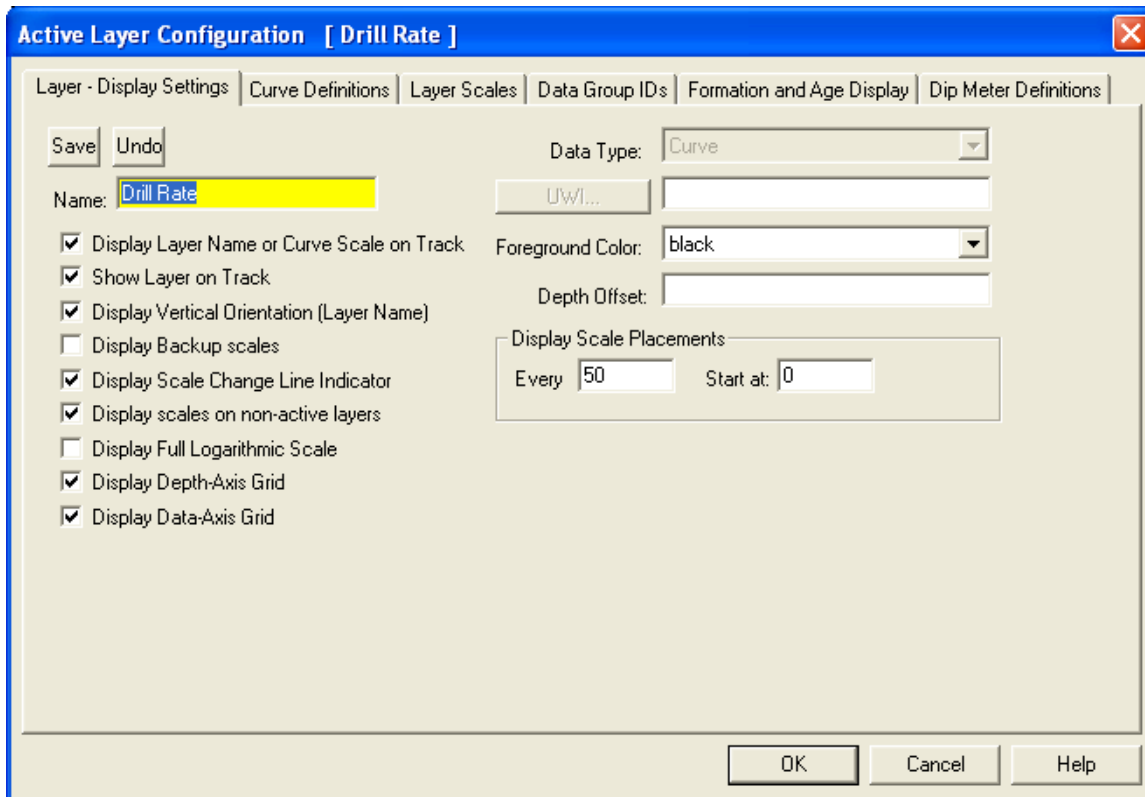 Active Layer Configuration [ Drill Rate ]
Layer - Display Settings Curve Definitions Layer Scales Data Group IDs Formation and Age Display Dip Meter Definitions
Save Undo
Name: Drill Rate
Display Layer Name or Curve Scale on Track
Show Layer on Track
Display Vertical Orientation (Layer Name)
Display Backup scales
Display Scale Change Line Indicator
Display scales on non-active layers
Display Full Logarithmic Scale
Display Depth-Axis Grid
Display Data-Axis Grid
Data Type: Curve
UWI...
Foreground Color: black
Depth Offset:
Display Scale Placements
Every 50 Start at: 0
OK Cancel Help